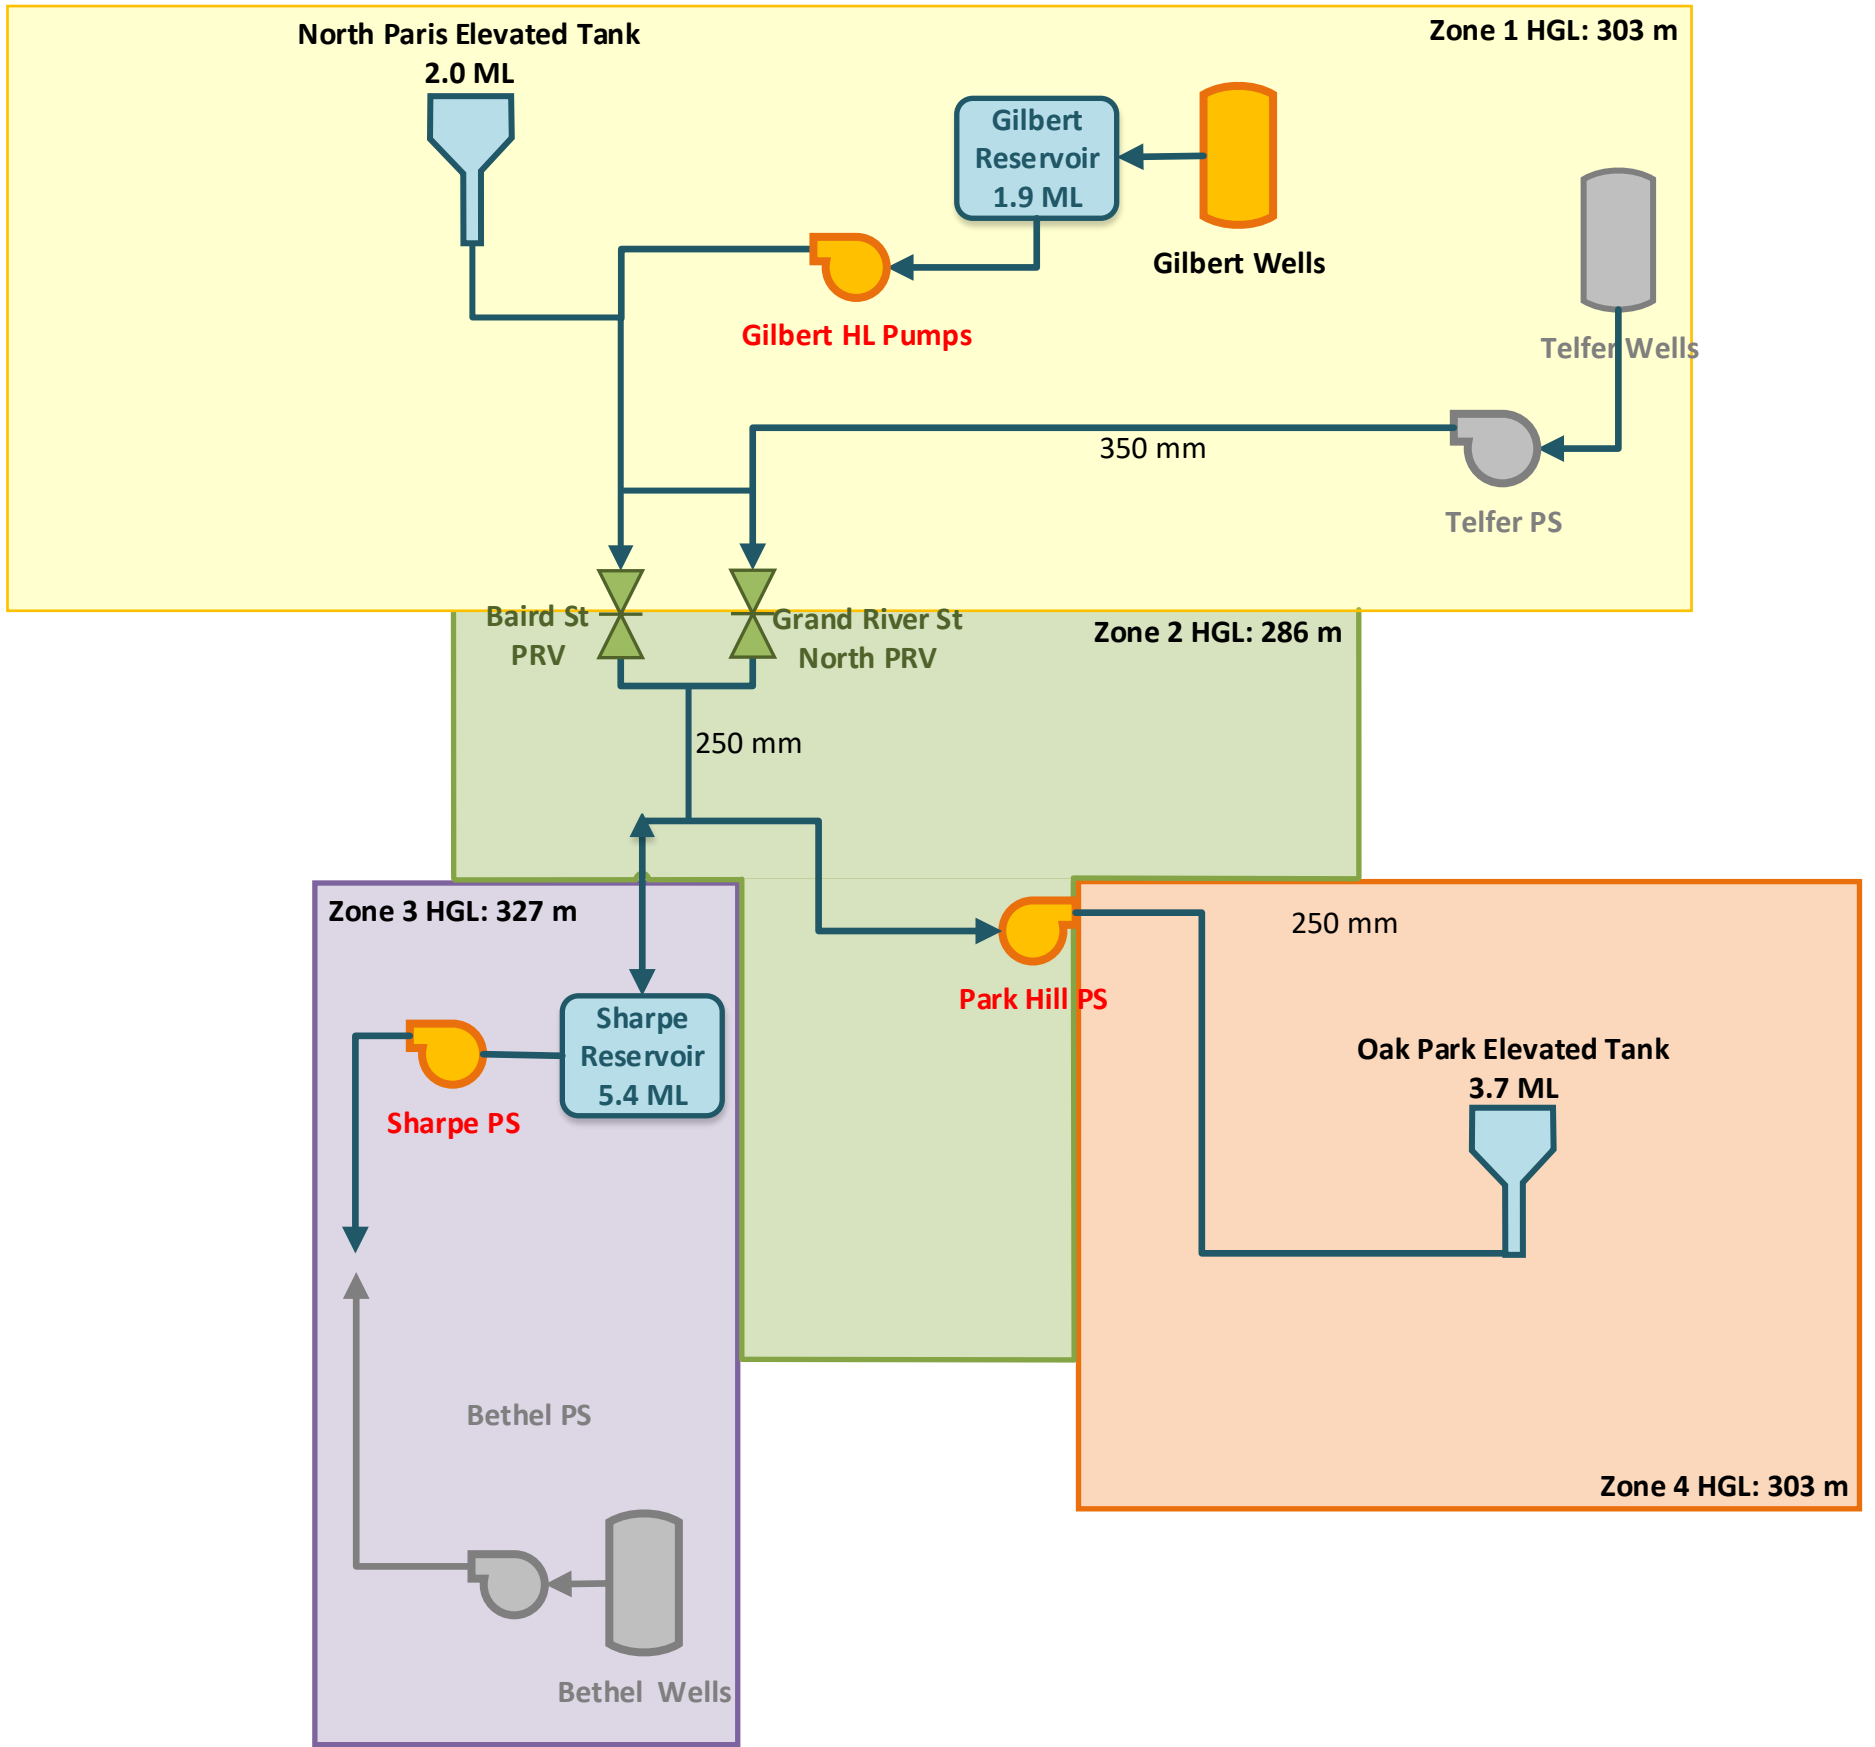 North Paris Elevated Tank
2.0 ML
Zone 1 HGL: 303 m
Gilbert
Reservoir
1.9 ML
Gilbert Wells
Gilbert HL Pumps
Telfer Wells
350 mm
Telfer PS
Baird St
PRV
Grand River St
North PRV
Zone 2 HGL: 286 m
250 mm
Zone 3 HGL: 327 m
250 mm
Sharpe
Reservoir
5.4 ML
Park Hill PS
Sharpe PS
Oak Park Elevated Tank
3.7 ML
Bethel PS
Zone 4 HGL: 303 m
Bethel Wells